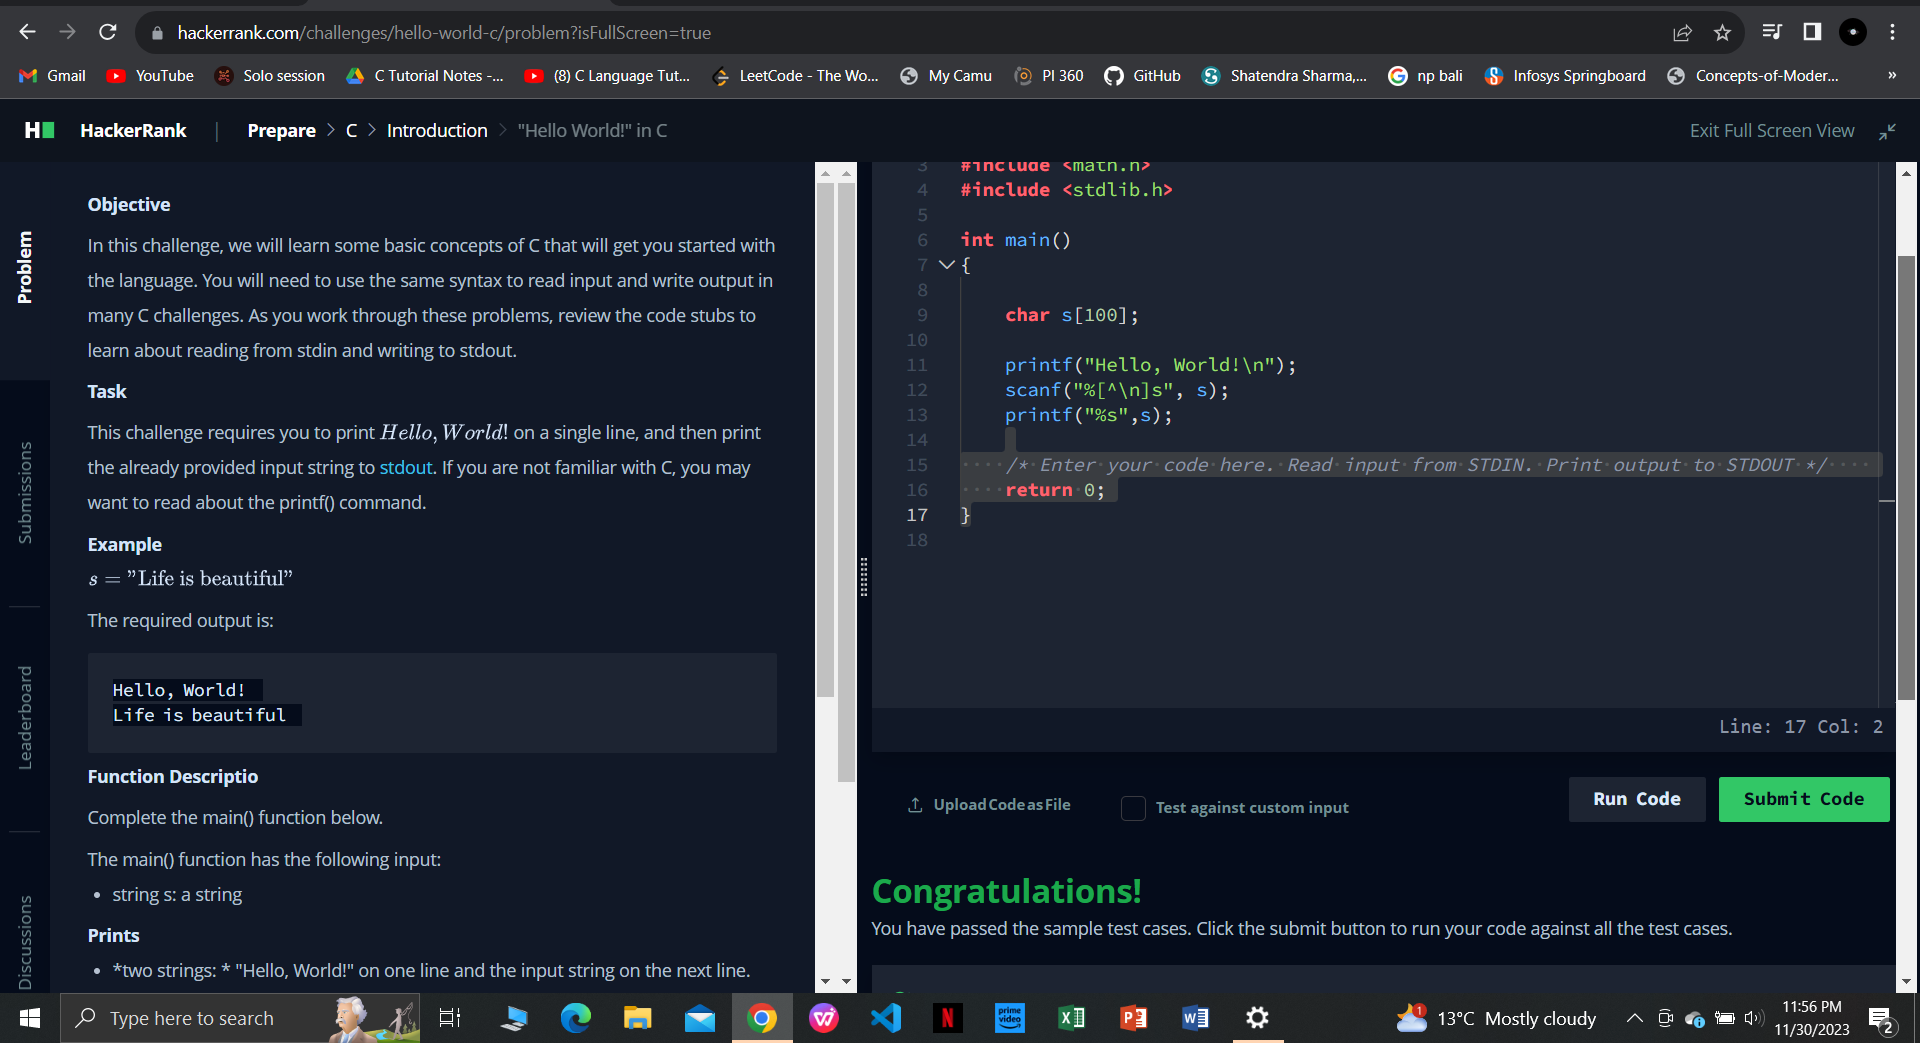 hackerrank.com/challenges/hello-world-c/problem?isFullScreen=true
Gmail YouTube Solo session C Tutorial Notes -... (8) C Language Tut... LeetCode - The Wo... My Camu PI 360 GitHub Shatendra Sharma,... np bali Infosys Springboard Concepts-of-Moder... »
H HackerRank | Prepare > C > Introduction > "Hello World!" in C Exit Full Screen View
Problem
Submissions
Leaderboard
Discussions
Objective
In this challenge, we will learn some basic concepts of C that will get you started with
the language. You will need to use the same syntax to read input and write output in
many C challenges. As you work through these problems, review the code stubs to
learn about reading from stdin and writing to stdout.
Task
This challenge requires you to print Hello, World! on a single line, and then print
the already provided input string to stdout. If you are not familiar with C, you may
want to read about the printf() command.
Example
s = "Life is beautiful"
The required output is:
Hello, World!
Life is beautiful
Function Descriptio
Complete the main() function below.
The main() function has the following input:
• string s: a string
Prints
• *two strings: * "Hello, World!" on one line and the input string on the next line.
3 #include <math.h>
4 #include <stdlib.h>
5
6 int main()
7 {
8
9 char s[100];
10
11 printf("Hello, World!\n");
12 scanf("%[^\n]s", s);
13 printf("%s",s);
14
15 /* Enter your code here. Read input from STDIN. Print output to STDOUT */
16 return 0;
17 }
18
Line: 17 Col: 2
Upload Code as File Test against custom input Run Code Submit Code
Congratulations!
You have passed the sample test cases. Click the submit button to run your code against all the test cases.
Type here to search
prime video
13°C Mostly cloudy
11:56 PM
11/30/2023
2